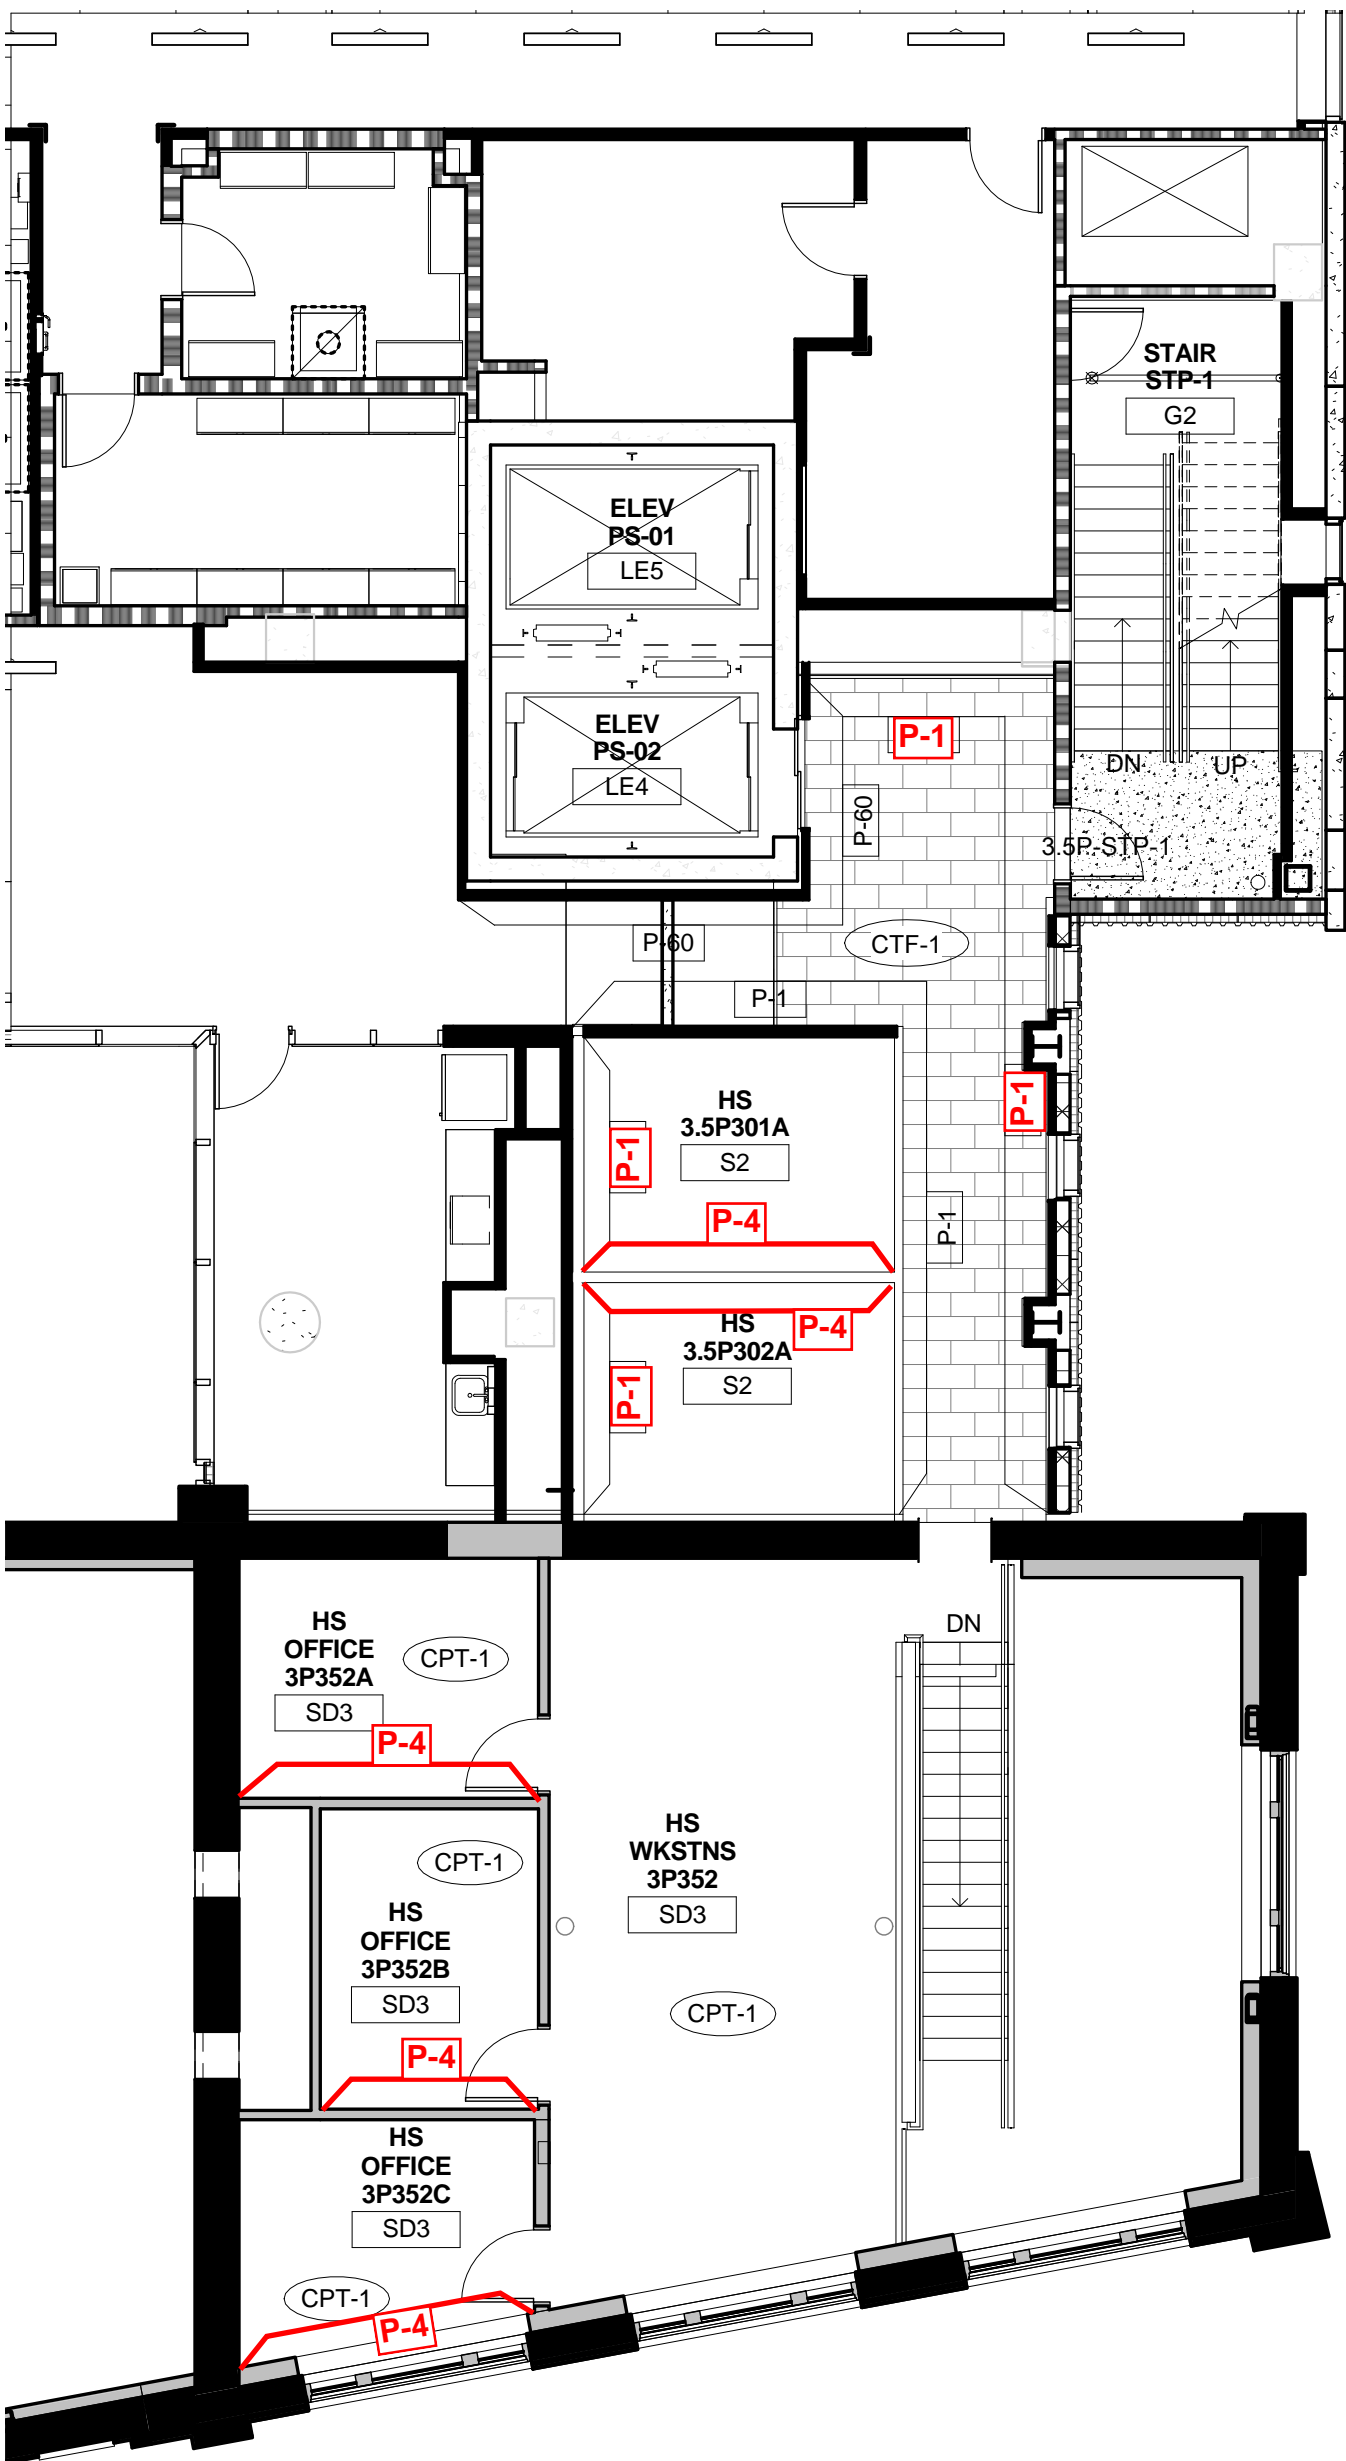 STAIR
STP-1
G2
ELEV
PS-01
LE5
ELEV
PS-02
LE4
P-1
P-60
DN
UP
3.5P-STP-1
P-60
CTF-1
P-1
HS
3.5P301A
S2
P-1
P-1
P-4
P-1
HS
3.5P302A
S2
P-4
P-1
HS
OFFICE
3P352A
SD3
CPT-1
P-4
DN
HS
WKSTNS
3P352
SD3
CPT-1
CPT-1
HS
OFFICE
3P352B
SD3
P-4
HS
OFFICE
3P352C
SD3
CPT-1
P-4